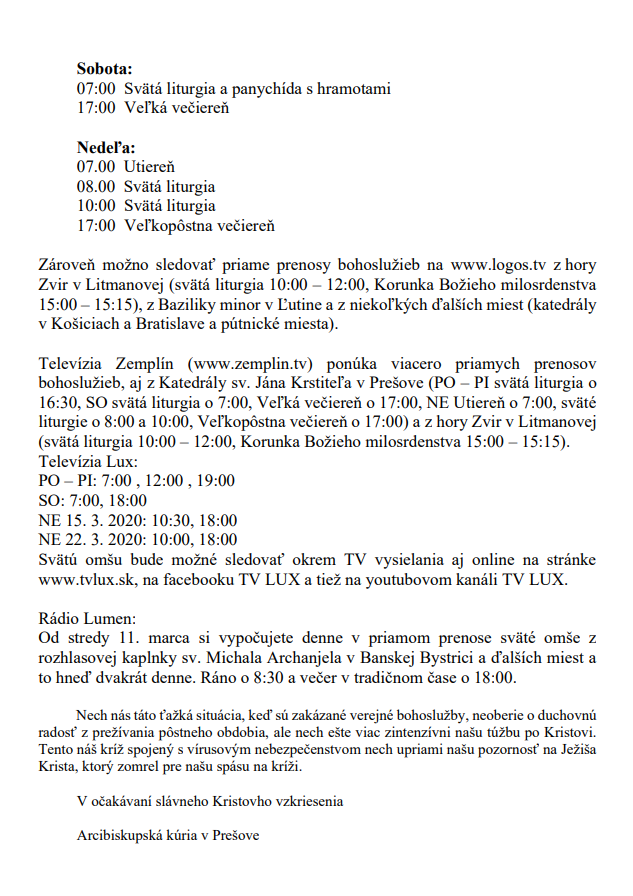 Sobota:
07:00 Svätá liturgia a panychída s hramotami
17:00 Veľká večiereň
Nedeľa:
07.00 Utiereň
08.00 Svätá liturgia
10:00 Svätá liturgia
17:00 Veľkopôstna večiereň
Zároveň možno sledovať priame prenosy bohoslužieb na www.logos.tv z hory
Zvir v Litmanovej (svätá liturgia 10:00 – 12:00, Korunka Božieho milosrdenstva
15:00 – 15:15), z Baziliky minor v Ľutine a z niekoľkých ďalších miest (katedrály
v Košiciach a Bratislave a pútnické miesta).
Televízia Zemplín (www.zemplin.tv) ponúka viacero priamych prenosov
bohoslužieb, aj z Katedrály sv. Jána Krstiteľa v Prešove (PO – PI svätá liturgia o
16:30, SO svätá liturgia o 7:00, Veľká večiereň o 17:00, NE Utiereň o 7:00, sväté
liturgie o 8:00 a 10:00, Veľkopôstna večiereň o 17:00) a z hory Zvir v Litmanovej
(svätá liturgia 10:00 – 12:00, Korunka Božieho milosrdenstva 15:00 – 15:15).
Televízia Lux:
PO – PI: 7:00 , 12:00 , 19:00
SO: 7:00, 18:00
NE 15. 3. 2020: 10:30, 18:00
NE 22. 3. 2020: 10:00, 18:00
Svätú omšu bude možné sledovať okrem TV vysielania aj online na stránke
www.tvlux.sk, na facebooku TV LUX a tiež na youtubovom kanáli TV LUX.
Rádio Lumen:
Od stredy 11. marca si vypočujete denne v priamom prenose sväté omše z
rozhlasovej kaplnky sv. Michala Archanjela v Banskej Bystrici a ďalších miest a
to hneď dvakrát denne. Ráno o 8:30 a večer v tradičnom čase o 18:00.
Nech nás táto ťažká situácia, keď sú zakázané verejné bohoslužby, neoberie o duchovnú
radosť z prežívania pôstneho obdobia, ale nech ešte viac zintenzívni našu túžbu po Kristovi.
Tento náš kríž spojený s vírusovým nebezpečenstvom nech upriami našu pozornosť na Ježiša
Krista, ktorý zomrel pre našu spásu na kríži.
V očakávaní slávneho Kristovho vzkriesenia
Arcibiskupská kúria v Prešove